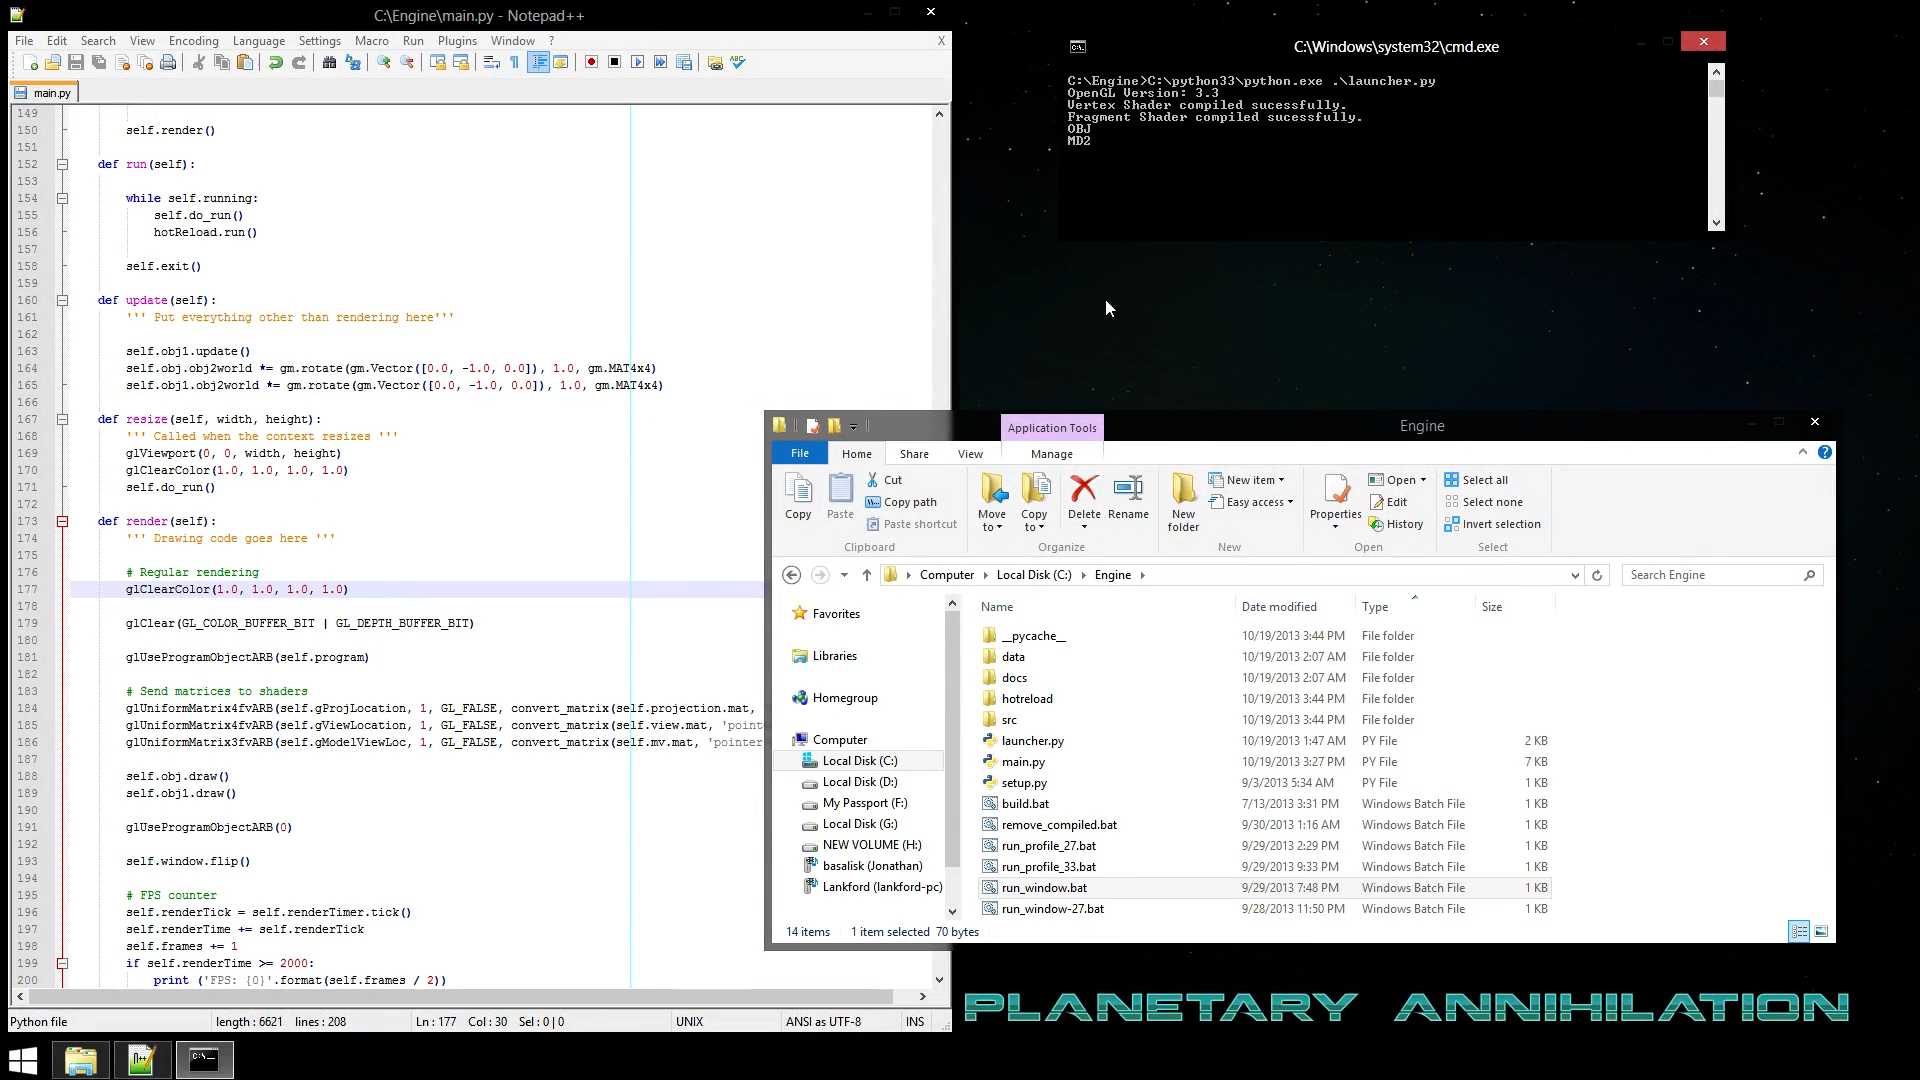 C:\Engine\main.py - Notepad++
File Edit Search View Encoding Language Settings Macro Run Plugins Window ? X
main.py
149
150 self.render()
151
152 def run(self):
153
154 while self.running:
155 self.do_run()
156 hotReload.run()
157
158 self.exit()
159
160 def update(self):
161 ''' Put everything other than rendering here'''
162
163 self.obj1.update()
164 self.obj.obj2world *= gm.rotate(gm.Vector([0.0, -1.0, 0.0]), 1.0, gm.MAT4x4)
165 self.obj1.obj2world *= gm.rotate(gm.Vector([0.0, -1.0, 0.0]), 1.0, gm.MAT4x4)
166
167 def resize(self, width, height):
168 ''' Called when the context resizes '''
169 glViewport(0, 0, width, height)
170 glClearColor(1.0, 1.0, 1.0, 1.0)
171 self.do_run()
172
173 def render(self):
174 ''' Drawing code goes here '''
175
176 # Regular rendering
177 glClearColor(1.0, 1.0, 1.0, 1.0)
178
179 glClear(GL_COLOR_BUFFER_BIT | GL_DEPTH_BUFFER_BIT)
180
181 glUseProgramObjectARB(self.program)
182
183 # Send matrices to shaders
184 glUniformMatrix4fvARB(self.gProjLocation, 1, GL_FALSE, convert_matrix(self.projection.mat,
185 glUniformMatrix4fvARB(self.gViewLocation, 1, GL_FALSE, convert_matrix(self.view.mat, 'pointe
186 glUniformMatrix3fvARB(self.gModelViewLoc, 1, GL_FALSE, convert_matrix(self.mv.mat, 'pointer
187
188 self.obj.draw()
189 self.obj1.draw()
190
191 glUseProgramObjectARB(0)
192
193 self.window.flip()
194
195 # FPS counter
196 self.renderTick = self.renderTimer.tick()
197 self.renderTime += self.renderTick
198 self.frames += 1
199 if self.renderTime >= 2000:
200 print ('FPS: {0}'.format(self.frames / 2))
Python file length : 6621 lines : 208 Ln : 177 Col : 30 Sel : 0 | 0 UNIX ANSI as UTF-8 INS
C:\Windows\system32\cmd.exe
C:\Engine>C:\python33\python.exe .\launcher.py
OpenGL Version: 3.3
Vertex Shader compiled sucessfully.
Fragment Shader compiled sucessfully.
OBJ
MD2
Application Tools Engine
File Home Share View Manage
Copy Paste Cut Copy path Paste shortcut
Clipboard
Move to Copy to Delete Rename
Organize
New folder New item Easy access
New
Properties Open Edit History
Open
Select all Select none Invert selection
Select
Computer Local Disk (C:) Engine Search Engine
Favorites
Libraries
Homegroup
Computer
Local Disk (C:)
Local Disk (D:)
My Passport (F:)
Local Disk (G:)
NEW VOLUME (H:)
basalisk (Jonathan)
Lankford (lankford-pc)
Name Date modified Type Size
__pycache__ 10/19/2013 3:44 PM File folder
data 10/19/2013 2:07 AM File folder
docs 10/19/2013 2:07 AM File folder
hotreload 10/19/2013 3:44 PM File folder
src 10/19/2013 3:44 PM File folder
launcher.py 10/19/2013 1:47 AM PY File 2 KB
main.py 10/19/2013 3:27 PM PY File 7 KB
setup.py 9/3/2013 5:34 AM PY File 1 KB
build.bat 7/13/2013 3:31 PM Windows Batch File 1 KB
remove_compiled.bat 9/30/2013 1:16 AM Windows Batch File 1 KB
run_profile_27.bat 9/29/2013 2:29 PM Windows Batch File 1 KB
run_profile_33.bat 9/29/2013 9:33 PM Windows Batch File 1 KB
run_window.bat 9/29/2013 7:48 PM Windows Batch File 1 KB
run_window-27.bat 9/28/2013 11:50 PM Windows Batch File 1 KB
14 items 1 item selected 70 bytes
PLANETARY ANNIHILATION